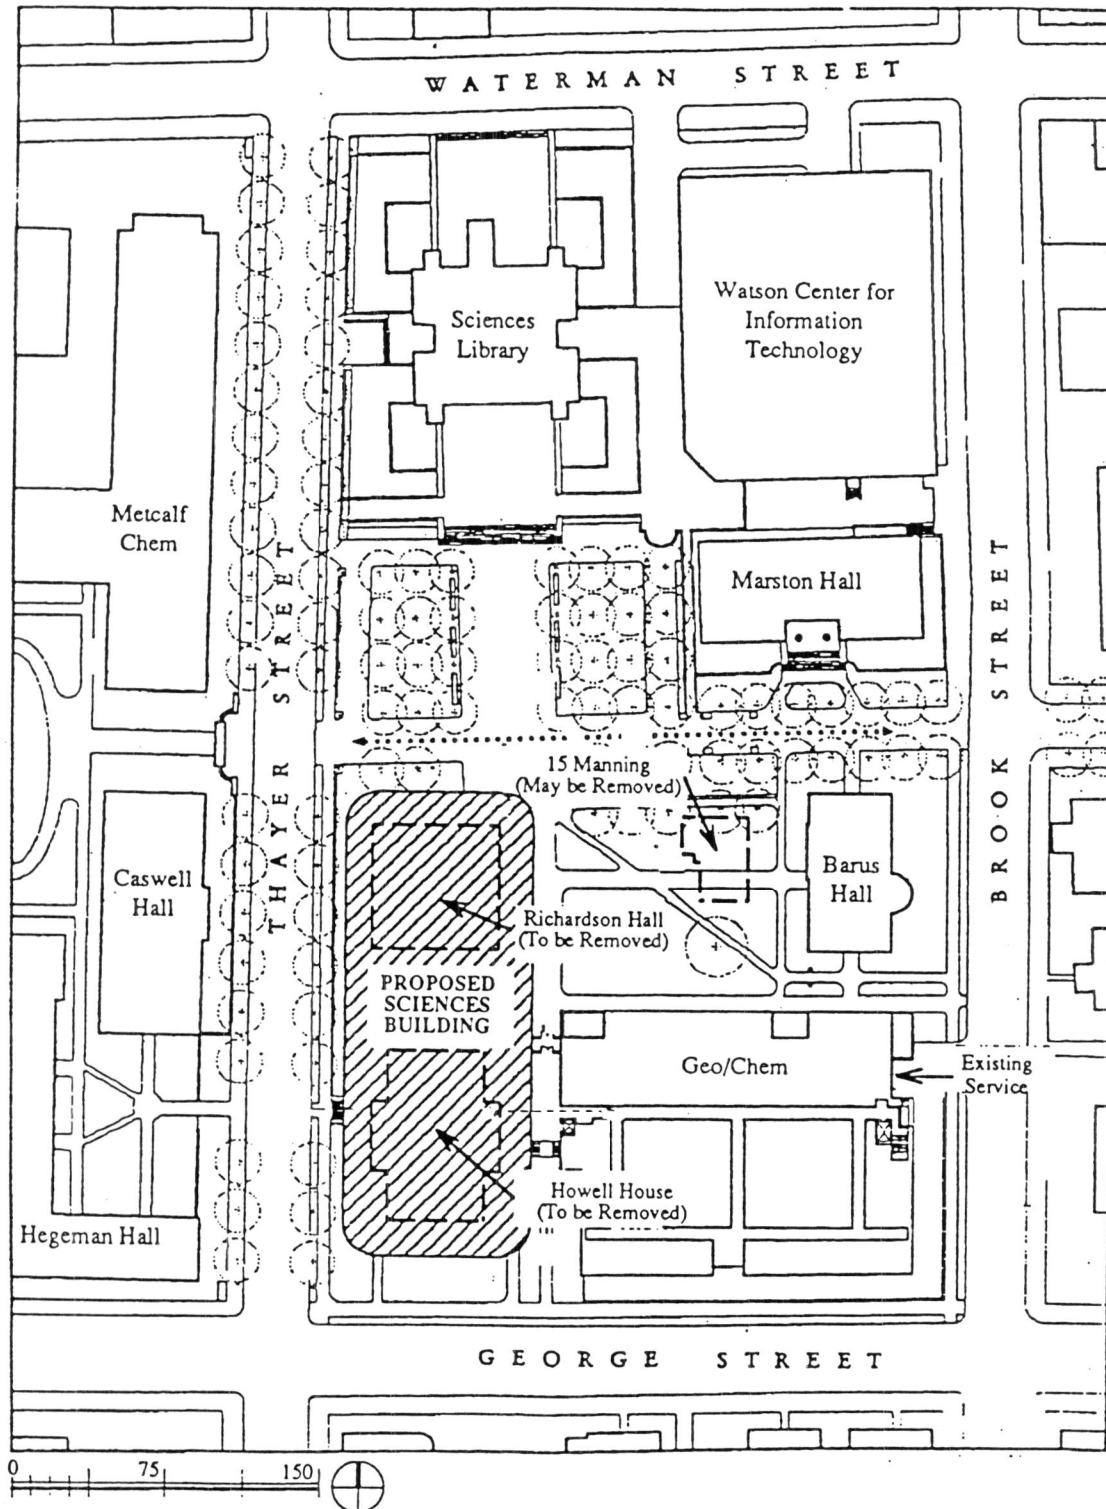 WATERMAN STREET
Sciences
Library
Watson Center for
Information
Technology
Metcalf
Chem
THAYER STREET
Marston Hall
BROOK STREET
15 Manning
(May be Removed)
Caswell
Hall
Barus
Hall
Richardson Hall
(To be Removed)
PROPOSED
SCIENCES
BUILDING
Geo/Chem
Existing
Service
Howell House
(To be Removed)
Hegeman Hall
GEORGE STREET
0 75 150